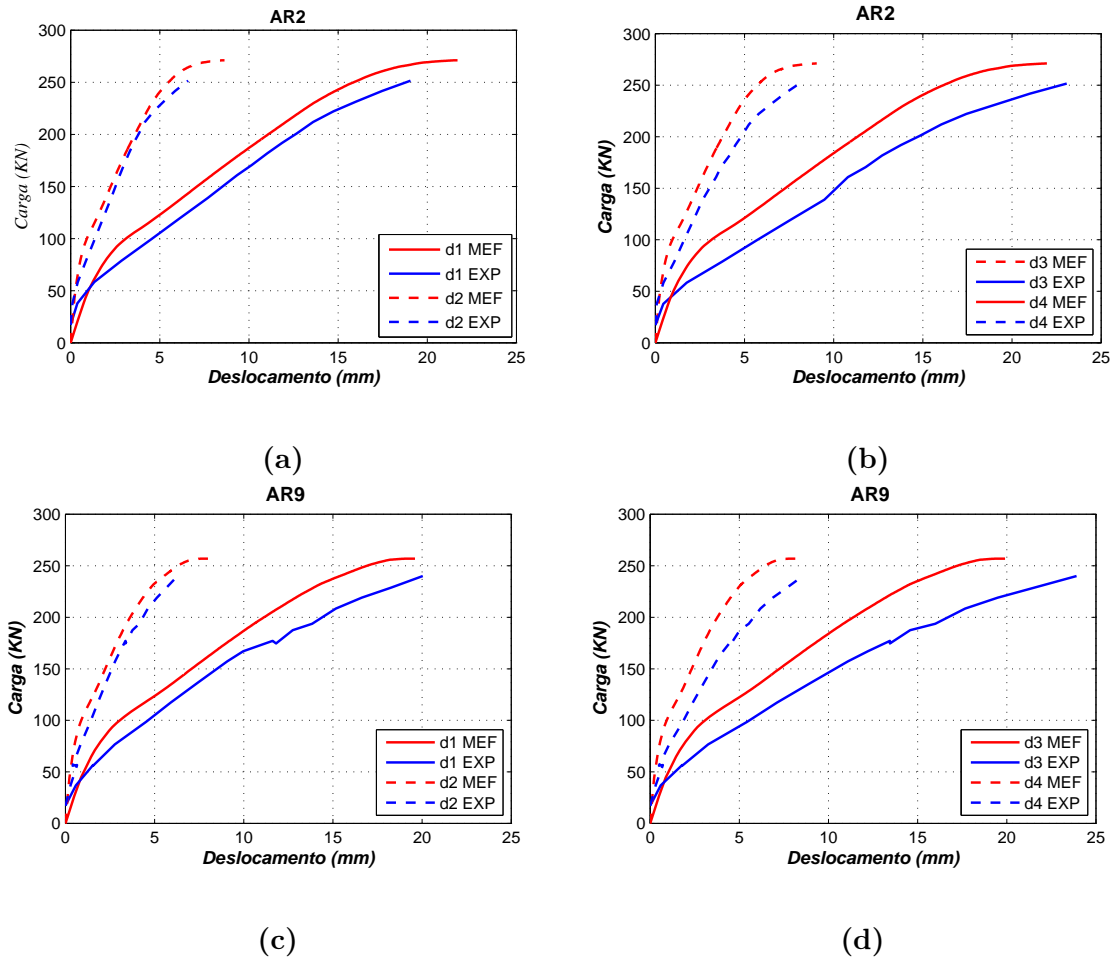 AR2
300
250
200
150
100
50
0
Carga (KN)
0 5 10 15 20 25
Deslocamento (mm)
d1 MEF
d1 EXP
d2 MEF
d2 EXP
(a)
AR2
300
250
200
150
100
50
0
Carga (KN)
0 5 10 15 20 25
Deslocamento (mm)
d3 MEF
d3 EXP
d4 MEF
d4 EXP
(b)
AR9
300
250
200
150
100
50
0
Carga (KN)
0 5 10 15 20 25
Deslocamento (mm)
d1 MEF
d1 EXP
d2 MEF
d2 EXP
(c)
AR9
300
250
200
150
100
50
0
Carga (KN)
0 5 10 15 20 25
Deslocamento (mm)
d3 MEF
d3 EXP
d4 MEF
d4 EXP
(d)